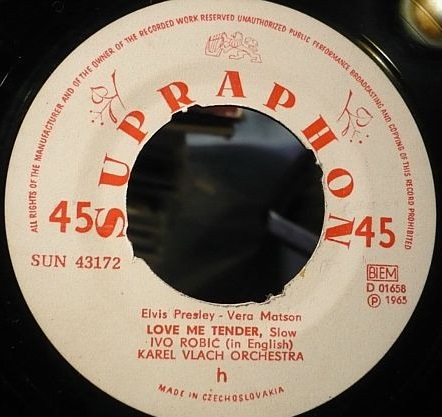 ALL RIGHTS OF THE MANUFACTURER AND OF THE OWNER OF THE RECORDED WORK RESERVED UNAUTHORIZED PUBLIC PERFORMANCE BROADCASTING AND COPYING OF THIS RECORD PROHIBITED
SUPRAPHON
45
45
SUN 43172
BIEM
D 01658
Ⓟ 1965
Elvis Presley - Vera Matson
LOVE ME TENDER, Slow
IVO ROBIĆ (in English)
KAREL VLACH ORCHESTRA
h
MADE IN CZECHOSLOVAKIA